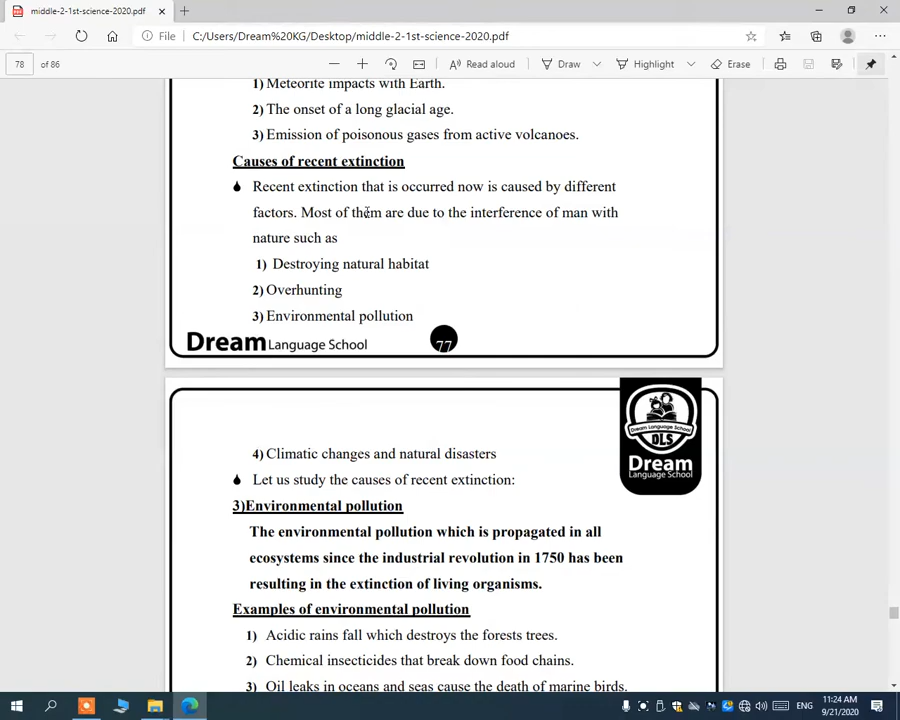 middle-2-1st-science-2020.pdf
File C:/Users/Dream%20KG/Desktop/middle-2-1st-science-2020.pdf
78 of 86 Read aloud Draw Highlight Erase
1) Meteorite impacts with Earth.
2) The onset of a long glacial age.
3) Emission of poisonous gases from active volcanoes.
Causes of recent extinction
Recent extinction that is occurred now is caused by different
factors. Most of them are due to the interference of man with
nature such as
1) Destroying natural habitat
2) Overhunting
3) Environmental pollution
Dream Language School 77
Dream Language School
DLS
Dream
Language School
4) Climatic changes and natural disasters
Let us study the causes of recent extinction:
3)Environmental pollution
The environmental pollution which is propagated in all
ecosystems since the industrial revolution in 1750 has been
resulting in the extinction of living organisms.
Examples of environmental pollution
1) Acidic rains fall which destroys the forests trees.
2) Chemical insecticides that break down food chains.
3) Oil leaks in oceans and seas cause the death of marine birds.
ENG
11:24 AM
9/21/2020